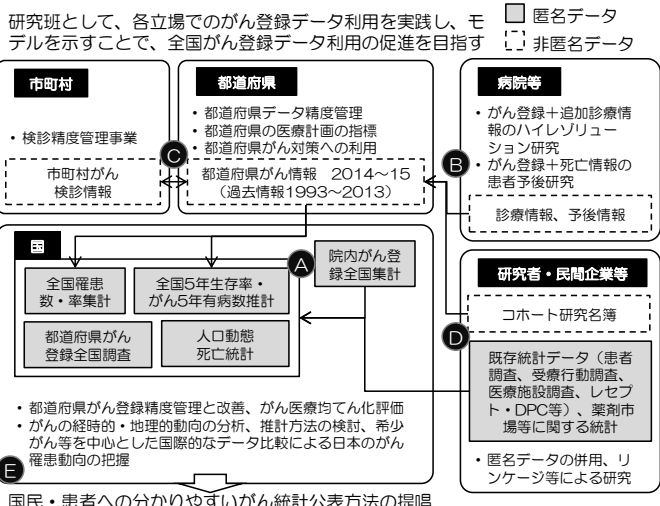 研究班として、各立場でのがん登録データ利用を実践し、モ
デルを示すことで、全国がん登録データ利用の促進を目指す
匿名データ
非匿名データ
市町村
・検診精度管理事業
市町村がん
検診情報
C
都道府県
・都道府県データ精度管理
・都道府県の医療計画の指標
・都道府県がん対策への利用
都道府県がん情報 2014～15
（過去情報1993～2013）
病院等
・がん登録＋追加診療情
報のハイレゾリュー
ション研究
・がん登録＋死亡情報の
患者予後研究
B
診療情報、予後情報
国
A
全国罹患
数・率集計
全国5年生存率・
がん5年有病数推計
都道府県がん
登録全国調査
人口動態
死亡統計
院内がん登
録全国集計
・都道府県がん登録精度管理と改善、がん医療均てん化評価
・がんの経時的・地理的動向の分析、推計方法の検討、希少
がん等を中心とした国際的なデータ比較による日本のがん
罹患動向の把握
E
研究者・民間企業等
コホート研究名簿
D
既存統計データ（患者
調査、受療行動調査、
医療施設調査、レセプ
ト・DPC等）、薬剤市
場等に関する統計
・匿名データの併用、リ
ンケージ等による研究
国民・患者への分かりやすいがん統計公表方法の提唱